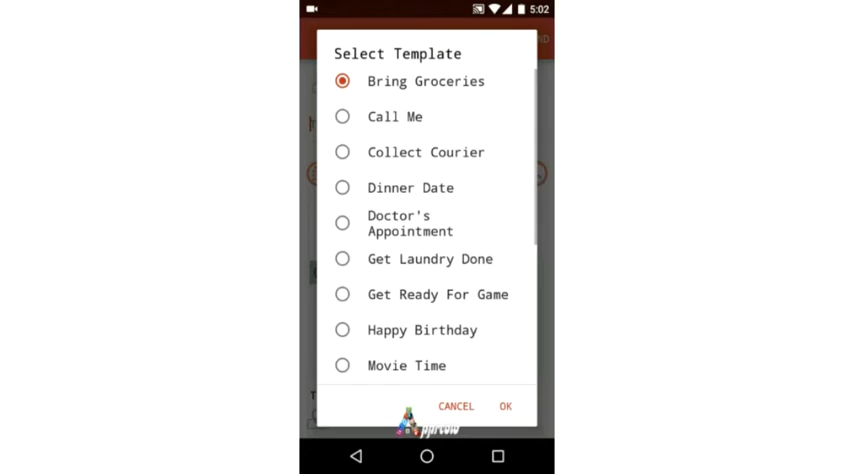 5:02
Select Template
Bring Groceries
Call Me
Collect Courier
Dinner Date
Doctor's
Appointment
Get Laundry Done
Get Ready For Game
Happy Birthday
Movie Time
CANCEL
OK